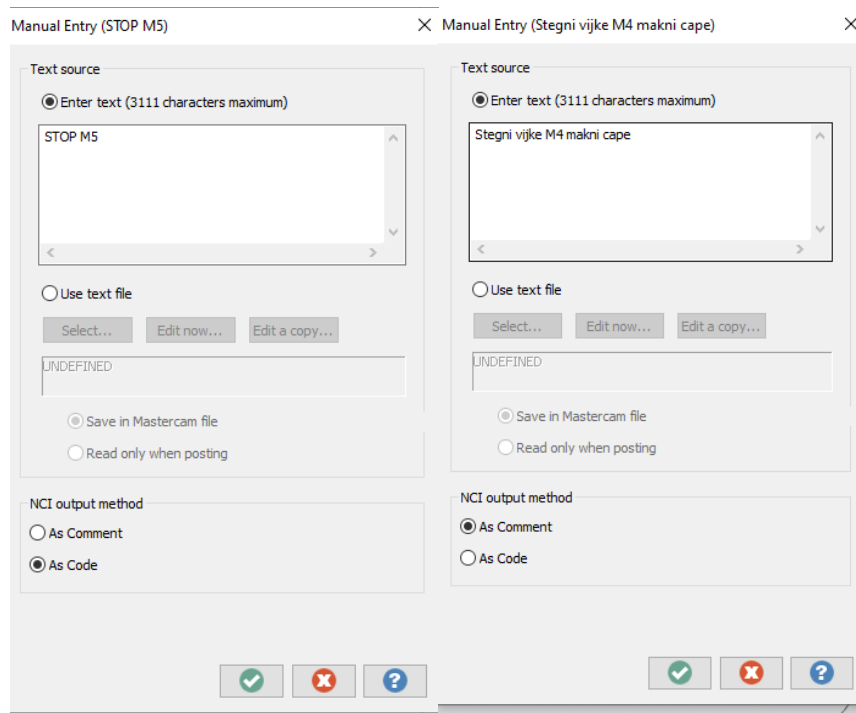 Manual Entry (STOP M5)
Text source
Enter text (3111 characters maximum)
STOP M5
Use text file
Select... Edit now... Edit a copy...
UNDEFINED
Save in Mastercam file
Read only when posting
NCI output method
As Comment
As Code
Manual Entry (Stegni vijke M4 makni cape)
Text source
Enter text (3111 characters maximum)
Stegni vijke M4 makni cape
Use text file
Select... Edit now... Edit a copy...
UNDEFINED
Save in Mastercam file
Read only when posting
NCI output method
As Comment
As Code